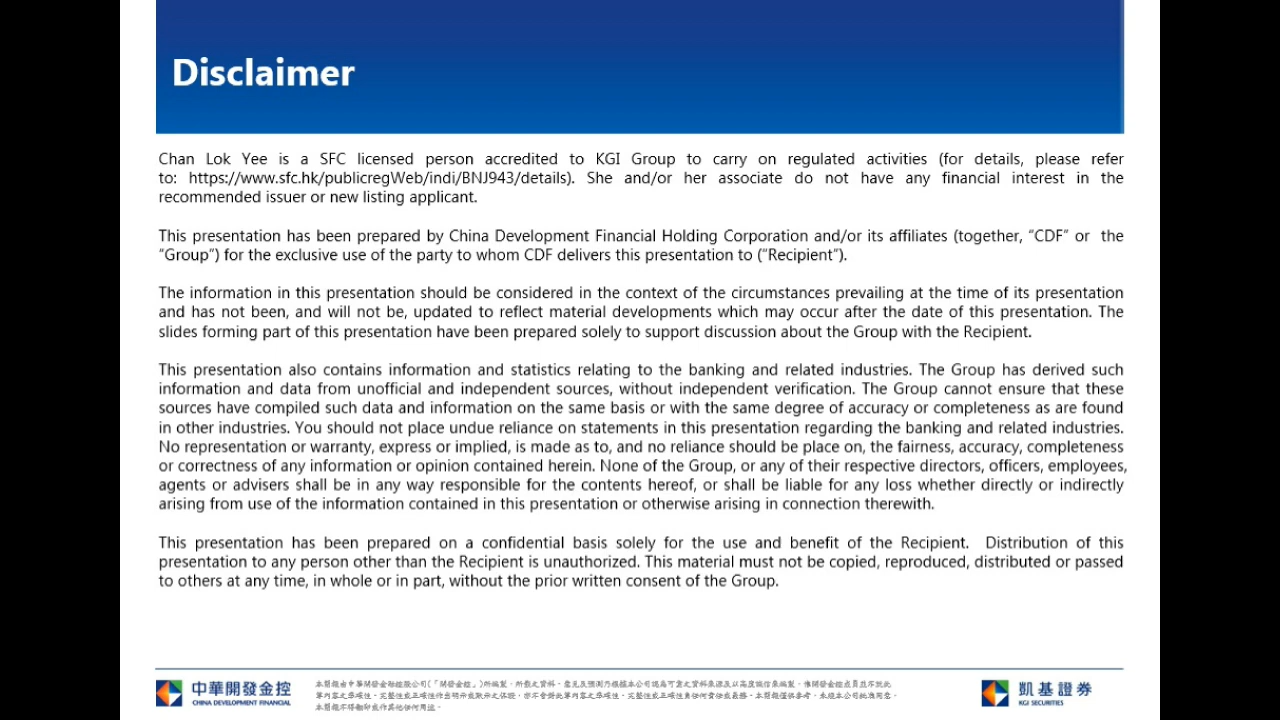 Disclaimer
Chan Lok Yee is a SFC licensed person accredited to KGI Group to carry on regulated activities (for details, please refer
to: https://www.sfc.hk/publicregWeb/indi/BNJ943/details). She and/or her associate do not have any financial interest in the
recommended issuer or new listing applicant.
This presentation has been prepared by China Development Financial Holding Corporation and/or its affiliates (together, “CDF” or the
“Group”) for the exclusive use of the party to whom CDF delivers this presentation to (“Recipient”).
The information in this presentation should be considered in the context of the circumstances prevailing at the time of its presentation
and has not been, and will not be, updated to reflect material developments which may occur after the date of this presentation. The
slides forming part of this presentation have been prepared solely to support discussion about the Group with the Recipient.
This presentation also contains information and statistics relating to the banking and related industries. The Group has derived such
information and data from unofficial and independent sources, without independent verification. The Group cannot ensure that these
sources have compiled such data and information on the same basis or with the same degree of accuracy or completeness as are found
in other industries. You should not place undue reliance on statements in this presentation regarding the banking and related industries.
No representation or warranty, express or implied, is made as to, and no reliance should be place on, the fairness, accuracy, completeness
or correctness of any information or opinion contained herein. None of the Group, or any of their respective directors, officers, employees,
agents or advisers shall be in any way responsible for the contents hereof, or shall be liable for any loss whether directly or indirectly
arising from use of the information contained in this presentation or otherwise arising in connection therewith.
This presentation has been prepared on a confidential basis solely for the use and benefit of the Recipient. Distribution of this
presentation to any person other than the Recipient is unauthorized. This material must not be copied, reproduced, distributed or passed
to others at any time, in whole or in part, without the prior written consent of the Group.
中華開發金控
CHINA DEVELOPMENT FINANCIAL
凱基證券
KGI SECURITIES